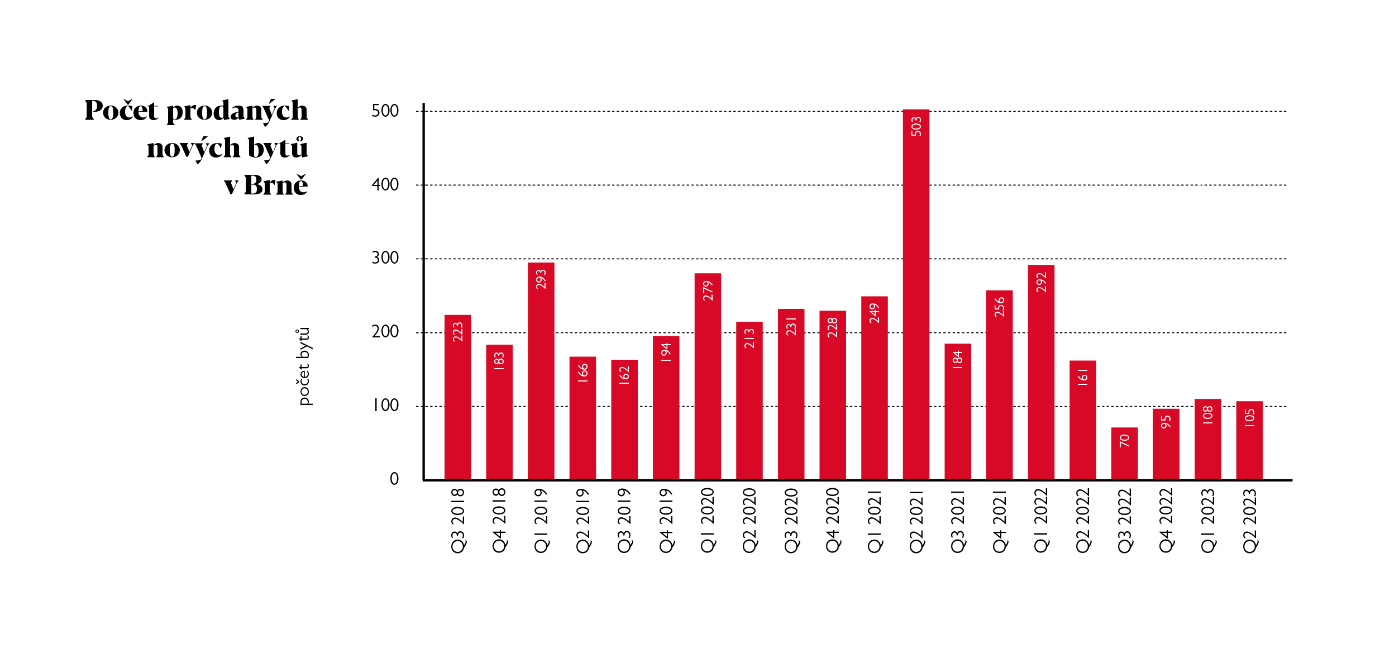 Počet prodaných
nových bytů
v Brně
počet bytů
500
400
300
200
100
0
223
183
293
166
162
194
279
213
231
228
249
503
184
256
292
161
70
95
108
105
Q3 2018
Q4 2018
Q1 2019
Q2 2019
Q3 2019
Q4 2019
Q1 2020
Q2 2020
Q3 2020
Q4 2020
Q1 2021
Q2 2021
Q3 2021
Q4 2021
Q1 2022
Q2 2022
Q3 2022
Q4 2022
Q1 2023
Q2 2023